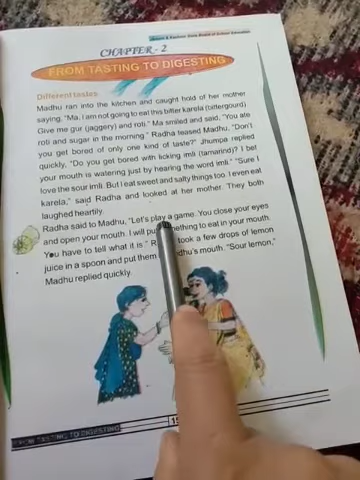 Jammu & Kashmir State Board of School Education
CHAPTER - 2
FROM TASTING TO DIGESTING
Different tastes
Madhu ran into the kitchen and caught hold of her mother
saying, "Ma, I am not going to eat this bitter karela (bittergourd)
Give me gur (jaggery) and roti." Ma smiled and said, "You ate
roti and sugar in the morning." Radha teased Madhu, "Don't
you get bored of only one kind of taste?" Jhumpa replied
quickly, "Do you get bored with licking imli (tamarind)? I bet
your mouth is watering just by hearing the word imli." "Sure I
love the sour imli. But I eat sweet and salty things too. I even eat
karela," said Radha and looked at her mother. They both
laughed heartily.
Radha said to Madhu, "Let's play a game. You close your eyes
and open your mouth. I will put something to eat in your mouth.
You have to tell what it is." took a few drops of lemon
juice in a spoon and put them mouth. "Sour lemon,"
Madhu replied quickly.
FROM TASTING TO DIGESTING